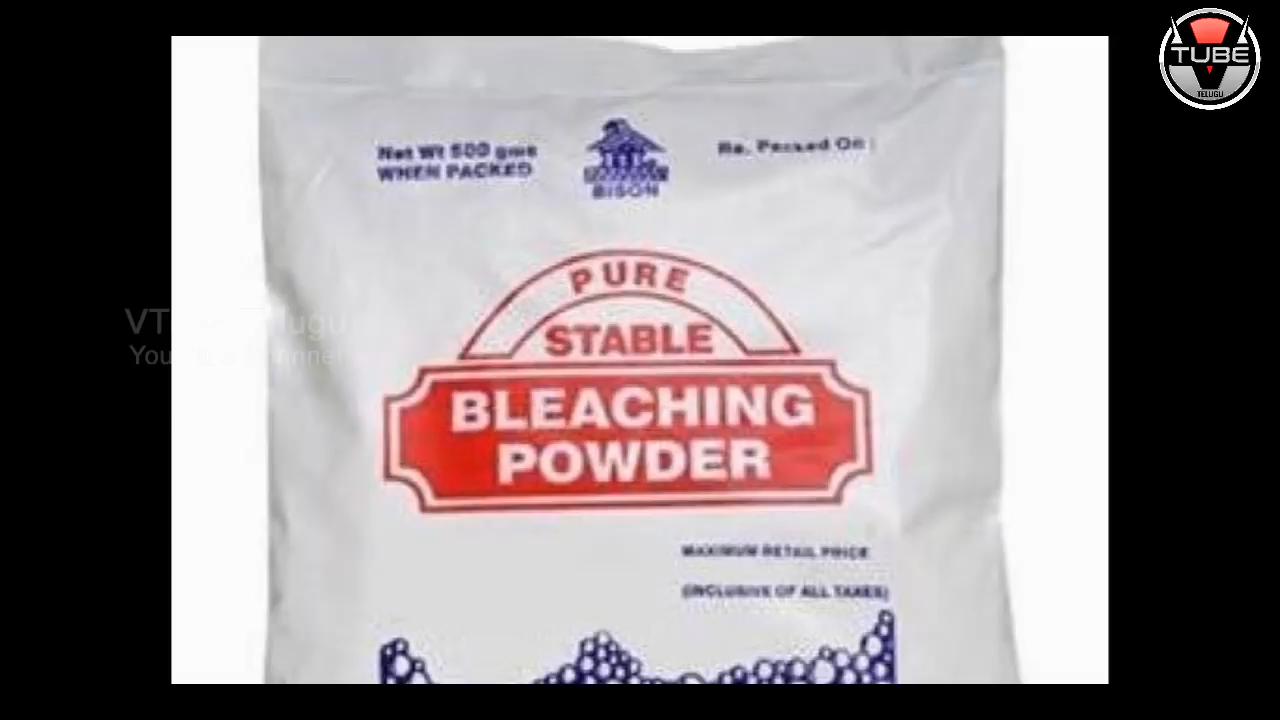 V
TUBE
TELUGU
Net Wt 500 gms
WHEN PACKED
BISON
Re. Packed On :
PURE
STABLE
BLEACHING
POWDER
MAXIMUM RETAIL PRICE
(INCLUSIVE OF ALL TAXES)